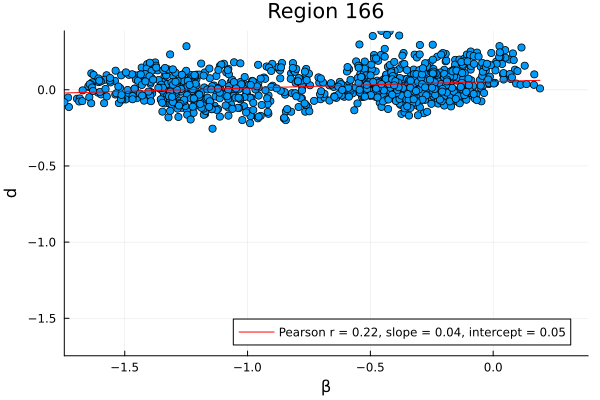 Region 166
0.0
−0.5
−1.0
−1.5
d
Pearson r = 0.22, slope = 0.04, intercept = 0.05
−1.5 −1.0 −0.5 0.0
β